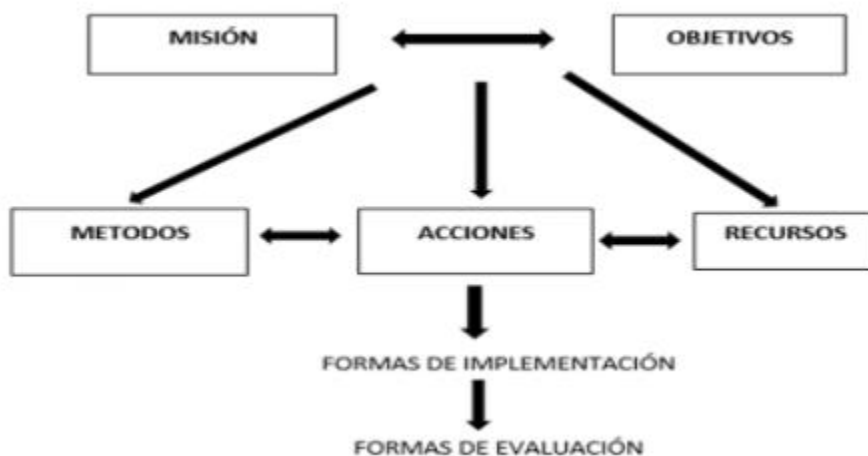 MISIÓN
OBJETIVOS
METODOS
ACCIONES
RECURSOS
FORMAS DE IMPLEMENTACIÓN
FORMAS DE EVALUACIÓN